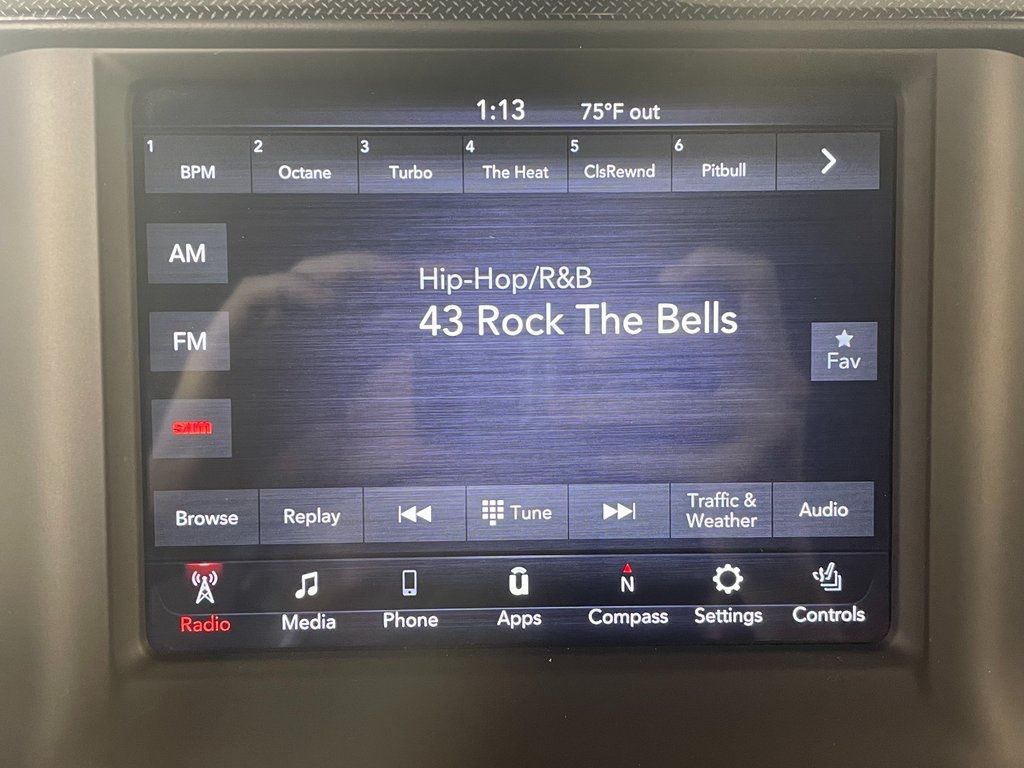 1:13 75°F out
1 BPM 2 Octane 3 Turbo 4 The Heat 5 ClsRewnd 6 Pitbull
AM
Hip-Hop/R&B
43 Rock The Bells
FM
Fav
Browse Replay Tune Traffic & Weather Audio
N
Radio Media Phone Apps Compass Settings Controls